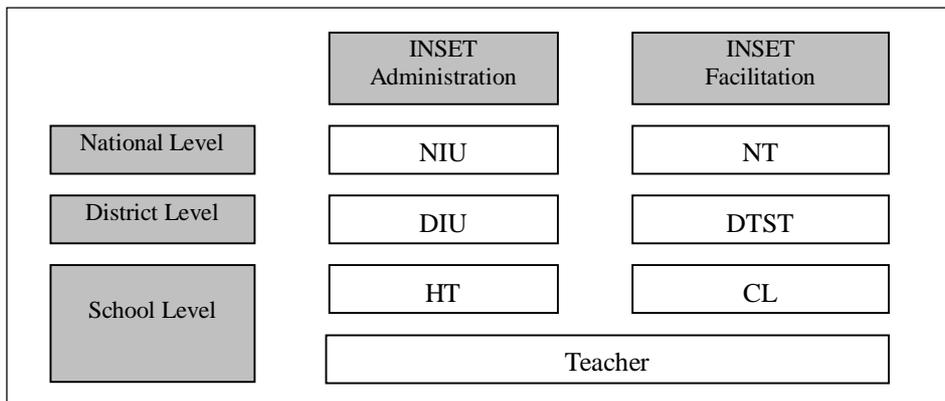 INSET
Administration
INSET
Facilitation
National Level
NIU
NT
District Level
DIU
DTST
School Level
HT
CL
Teacher